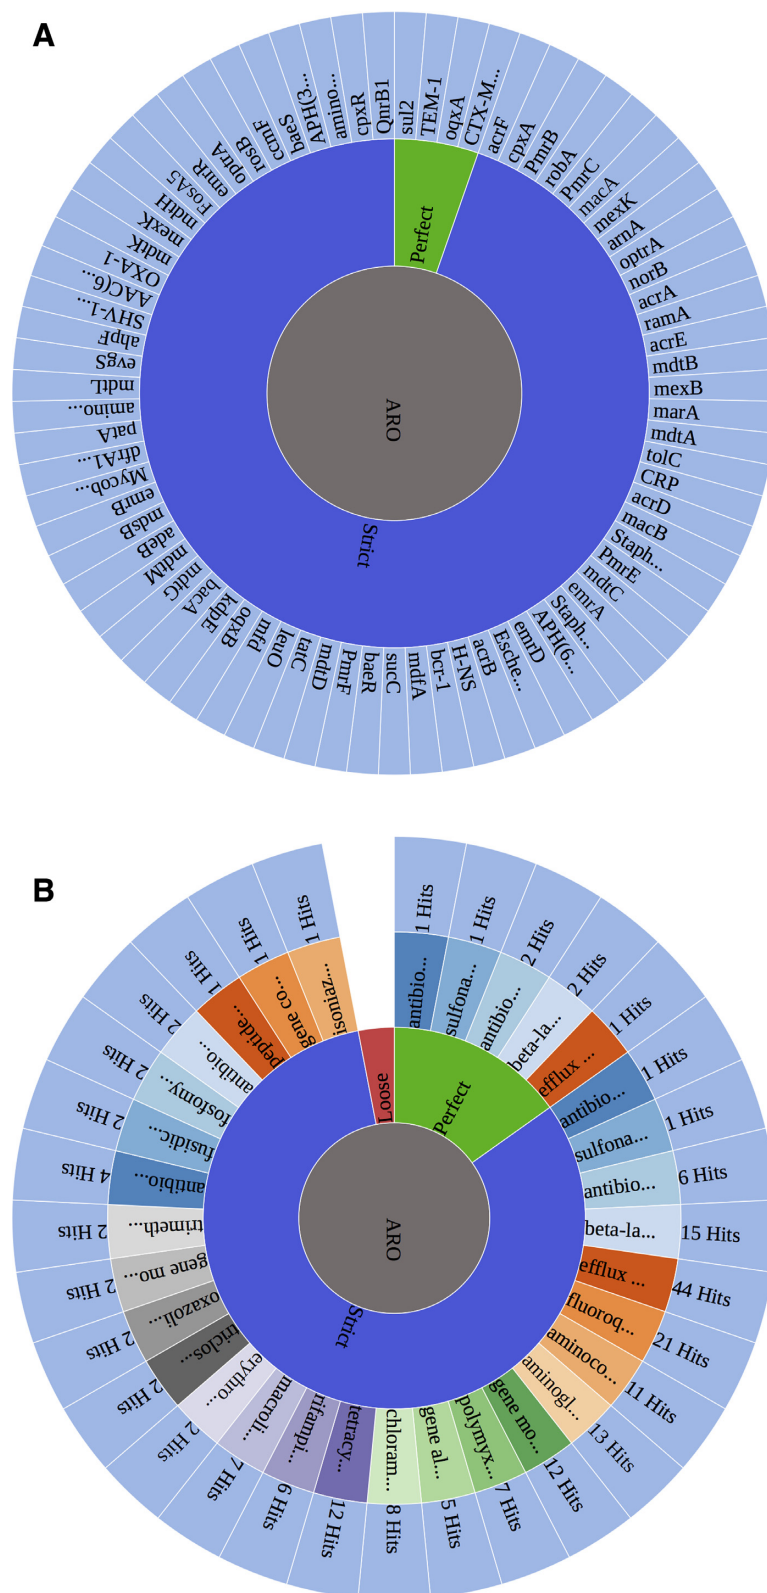 A
sul2
TEM-1
oqxA
CTX-M...
acrF
cpxA
PmrB
robA
PmrC
macA
mexK
arnA
optrA
norB
acrA
ramA
acrE
mdtB
mexB
marA
mdtA
tolC
CRP
acrD
macB
Staph...
PmrE
mdtC
emrA
Staph...
APH(6...
emrD
Esche...
acrB
H-NS
bcr-1
mdfA
sucC
baeR
PmrF
mdtD
tatC
leuO
mfd
oqxB
kdpE
bacA
mdtG
mdtM
adeB
mdsB
emrB
Mycob...
dfrA1...
patA
amino...
mdtL
evgS
ahpF
SHV-1...
AAC(6...
OXA-1...
mdtK
mexK
mdtH
FosA5
emrR
optrA
rosB
ccmF
baeS
APH(3...
amino...
cpxR
QnrB1
Perfect
Strict
ARO
B
1 Hits
1 Hits
2 Hits
2 Hits
1 Hits
1 Hits
1 Hits
6 Hits
15 Hits
44 Hits
21 Hits
11 Hits
13 Hits
12 Hits
7 Hits
5 Hits
8 Hits
12 Hits
6 Hits
7 Hits
2 Hits
2 Hits
2 Hits
2 Hits
2 Hits
4 Hits
2 Hits
2 Hits
2 Hits
1 Hits
1 Hits
1 Hits
antibio...
sulfona...
antibio...
beta-la...
efflux ...
antibio...
sulfona...
antibio...
beta-la...
efflux ...
fluoroq...
aminoco...
aminogl...
gene mo...
polymyx...
gene al...
chloram...
tetracy...
rifampi...
macroli...
erythro...
triclos...
oxazoli...
gene mo...
trimeth...
antibio...
fusidic...
fosfomy...
antibio...
peptide...
gene co...
isoniaz...
Perfect
Strict
Loose
ARO